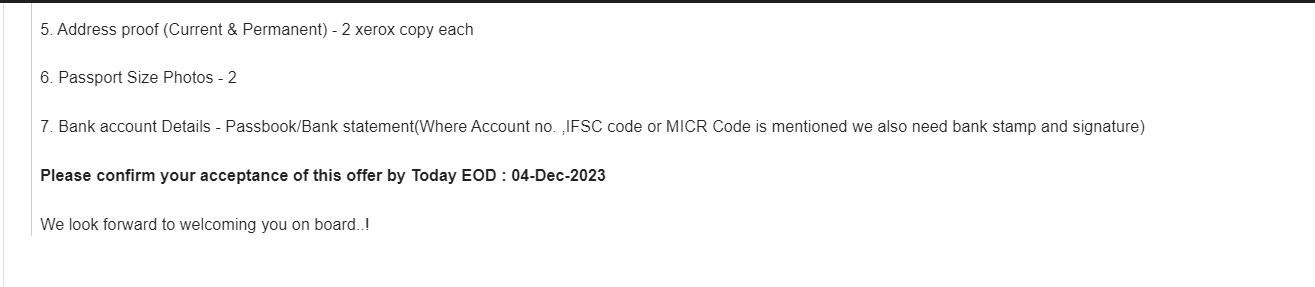 5. Address proof (Current & Permanent) - 2 xerox copy each
6. Passport Size Photos - 2
7. Bank account Details - Passbook/Bank statement(Where Account no. ,IFSC code or MICR Code is mentioned we also need bank stamp and signature)
Please confirm your acceptance of this offer by Today EOD : 04-Dec-2023
We look forward to welcoming you on board..!